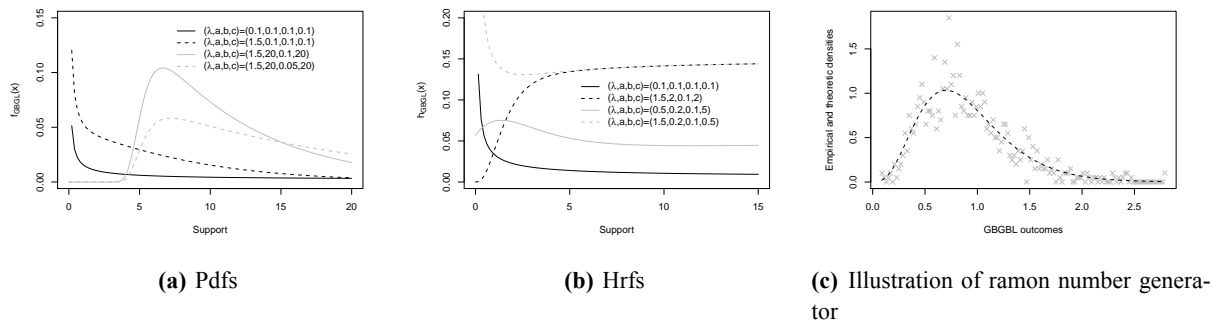 0.15
0.10
0.05
0.00
f_GBGL(x)
(λ,a,b,c)=(0.1,0.1,0.1,0.1)
(λ,a,b,c)=(1.5,0.1,0.1,0.1)
(λ,a,b,c)=(1.5,20,0.1,20)
(λ,a,b,c)=(1.5,20,0.05,20)
0 5 10 15 20
Support
(a) Pdfs
0.20
0.15
0.10
0.05
0.00
h_GBGL(x)
(λ,a,b,c)=(0.1,0.1,0.1,0.1)
(λ,a,b,c)=(1.5,2,0.1,2)
(λ,a,b,c)=(0.5,0.2,0.1,5)
(λ,a,b,c)=(1.5,0.2,0.1,0.5)
0 5 10 15
Support
(b) Hrfs
1.5
1.0
0.5
0.0
Empirical and theoretic densities
0.0 0.5 1.0 1.5 2.0 2.5
GBGBL outcomes
(c) Illustration of ramon number genera-
tor